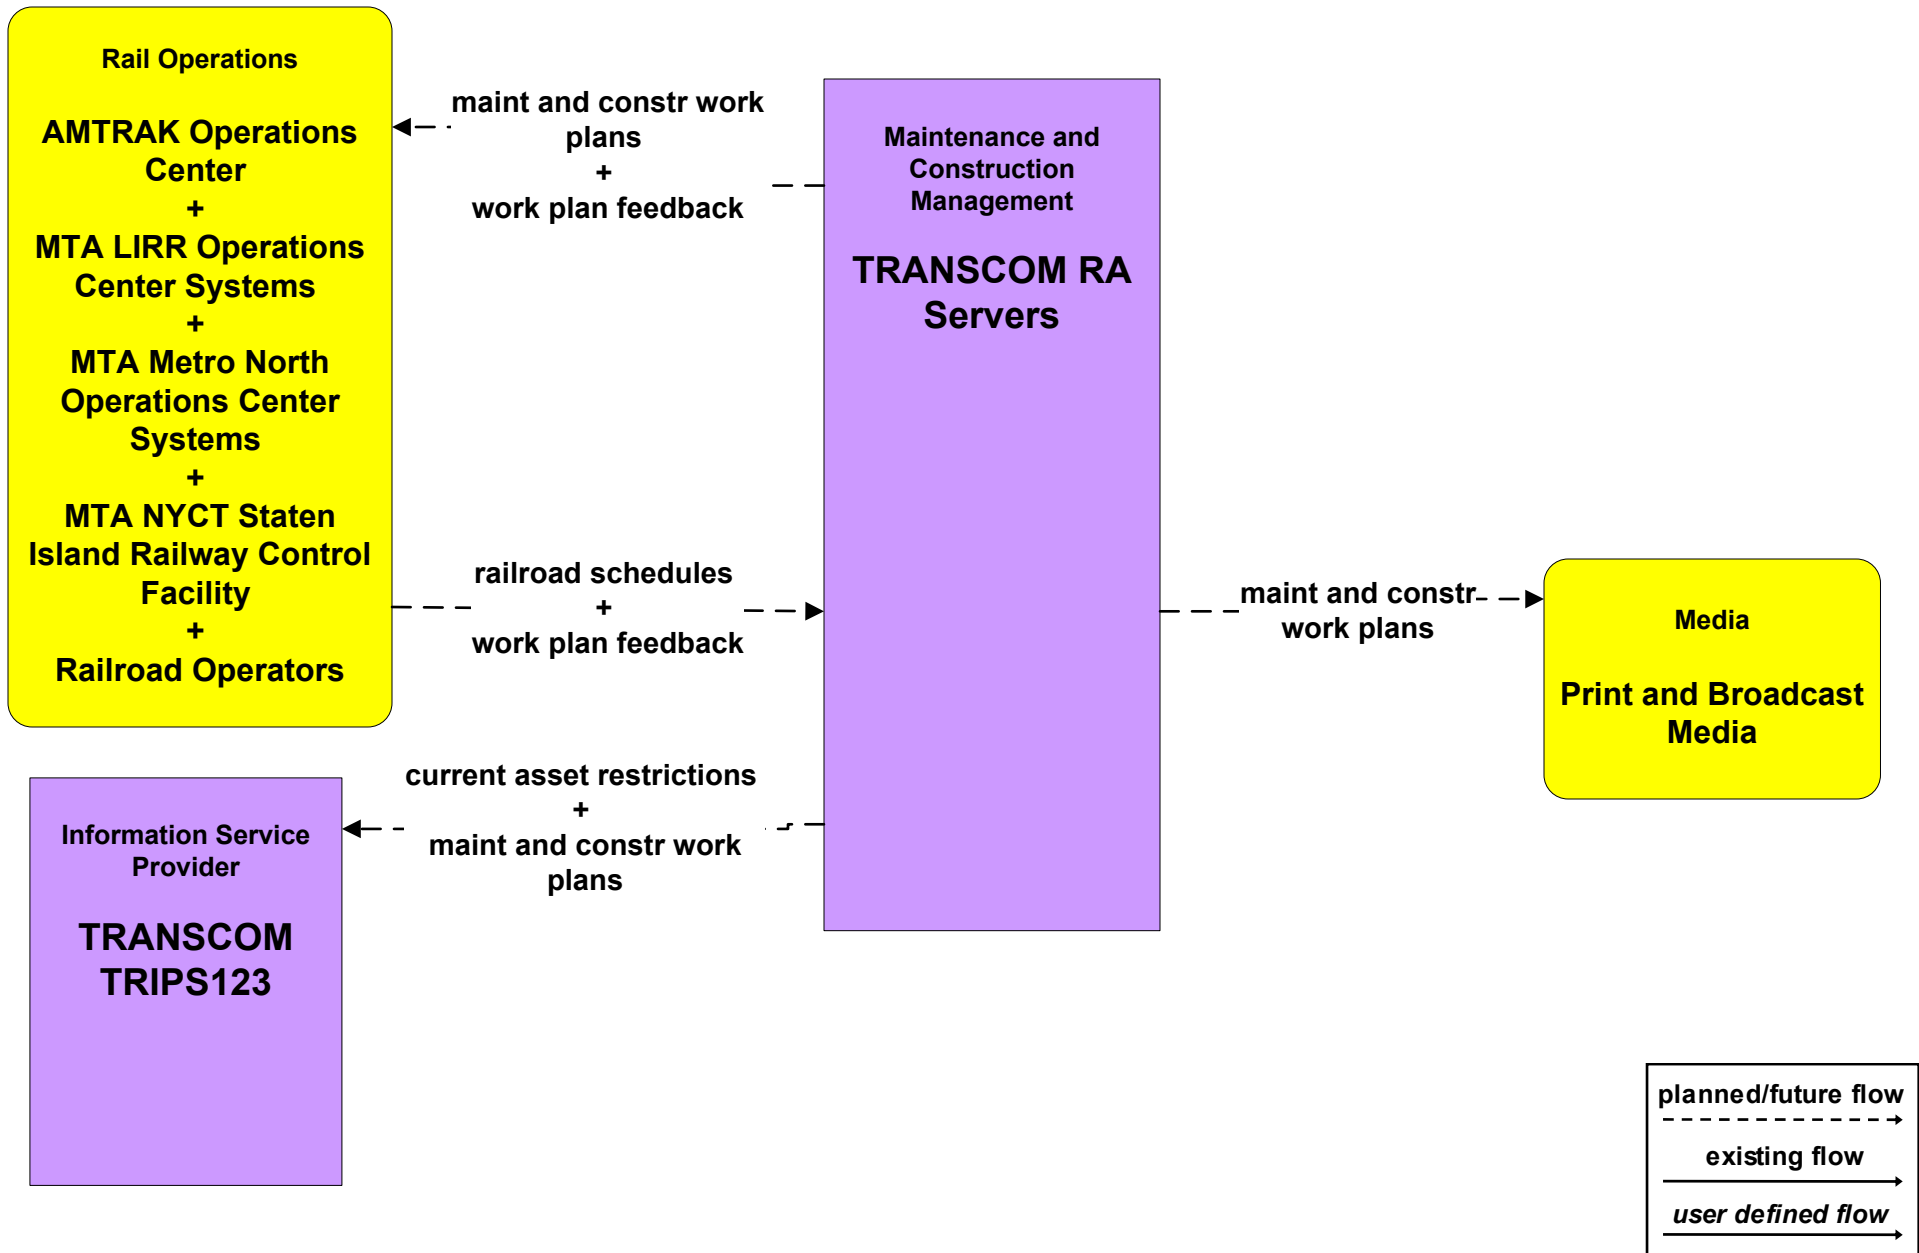 Rail Operations
AMTRAK Operations
Center
+
MTA LIRR Operations
Center Systems
+
MTA Metro North
Operations Center
Systems
+
MTA NYCT Staten
Island Railway Control
Facility
+
Railroad Operators
maint and constr work
plans
+
work plan feedback
Maintenance and
Construction
Management
TRANSCOM RA
Servers
railroad schedules
+
work plan feedback
maint and constr
work plans
Media
Print and Broadcast
Media
current asset restrictions
+
maint and constr work
plans
Information Service
Provider
TRANSCOM
TRIPS123
planned/future flow
existing flow
user defined flow